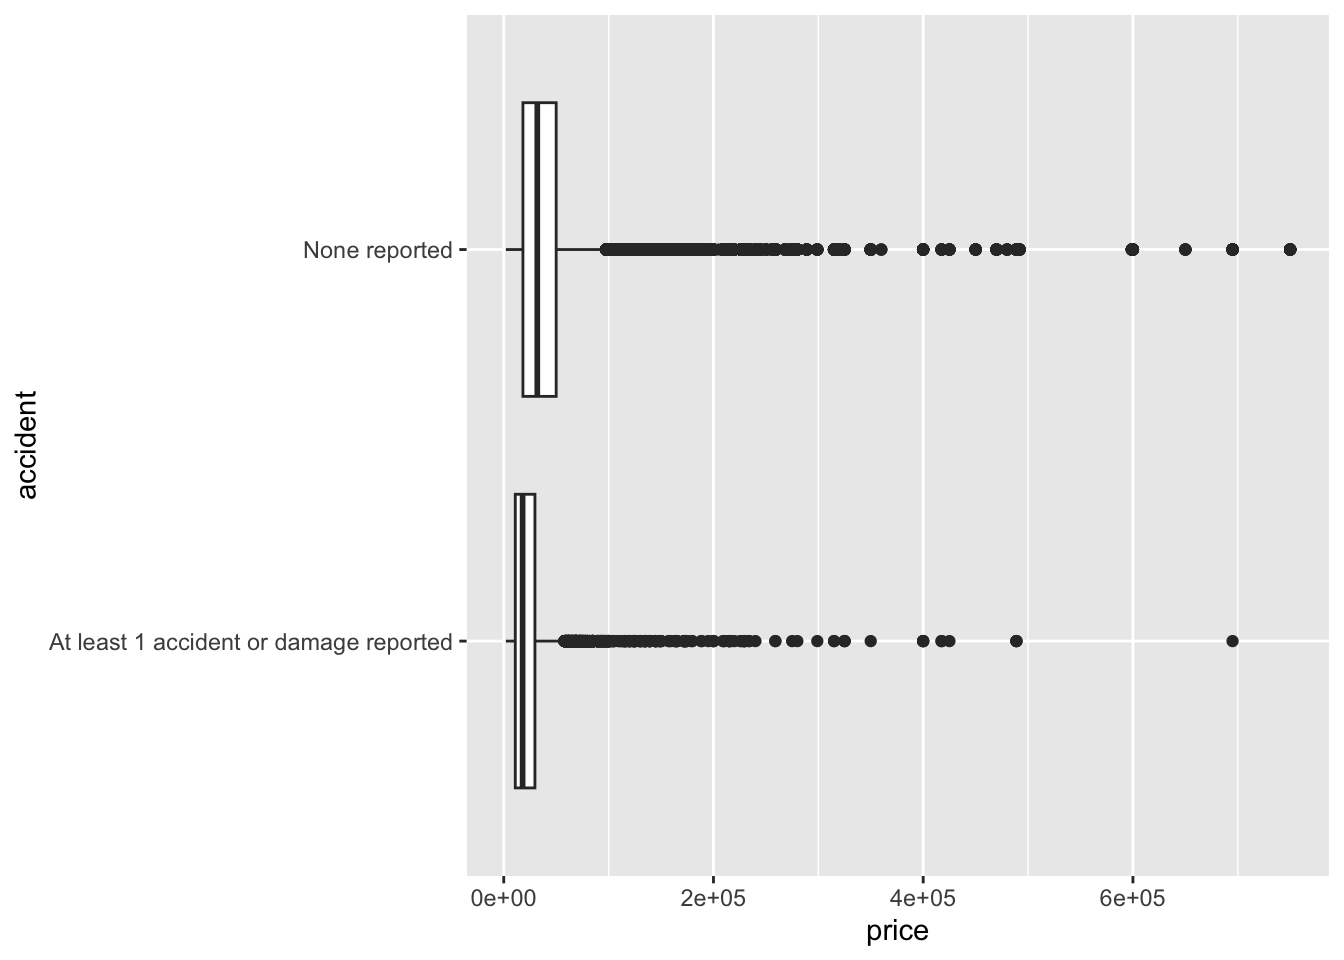 accident
None reported
At least 1 accident or damage reported
0e+00 2e+05 4e+05 6e+05
price